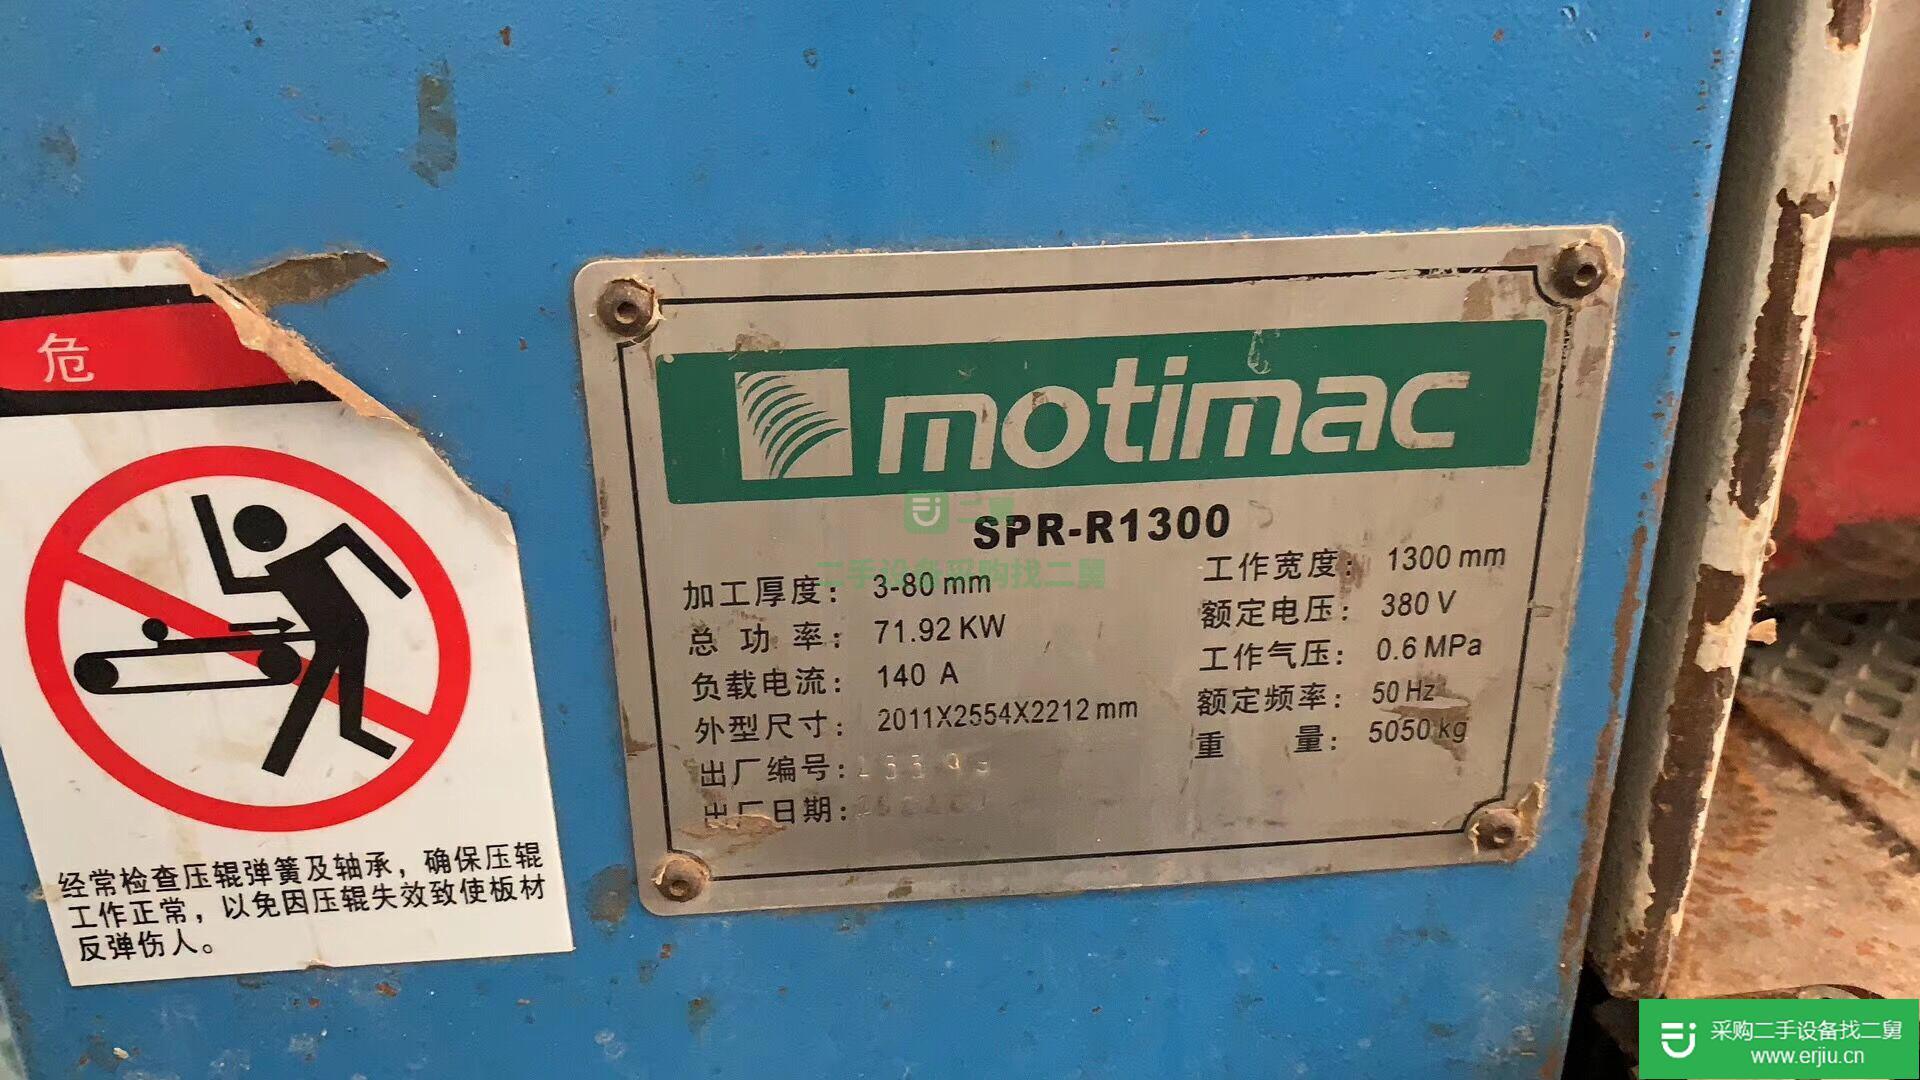 危
经常检查压辊弹簧及轴承，确保压辊
工作正常，以免因压辊失效致使板材
反弹伤人。
motimac
SPR-R1300
加工厚度： 3-80 mm
总 功 率： 71.92 KW
负载电流： 140 A
外型尺寸： 2011X2554X2212 mm
出厂编号：
出厂日期：
工作宽度： 1300 mm
额定电压： 380 V
工作气压： 0.6 MPa
额定频率： 50 Hz
重 量： 5050 kg
二舅
二手设备采购找二舅
采购二手设备找二舅
www.erjiu.cn